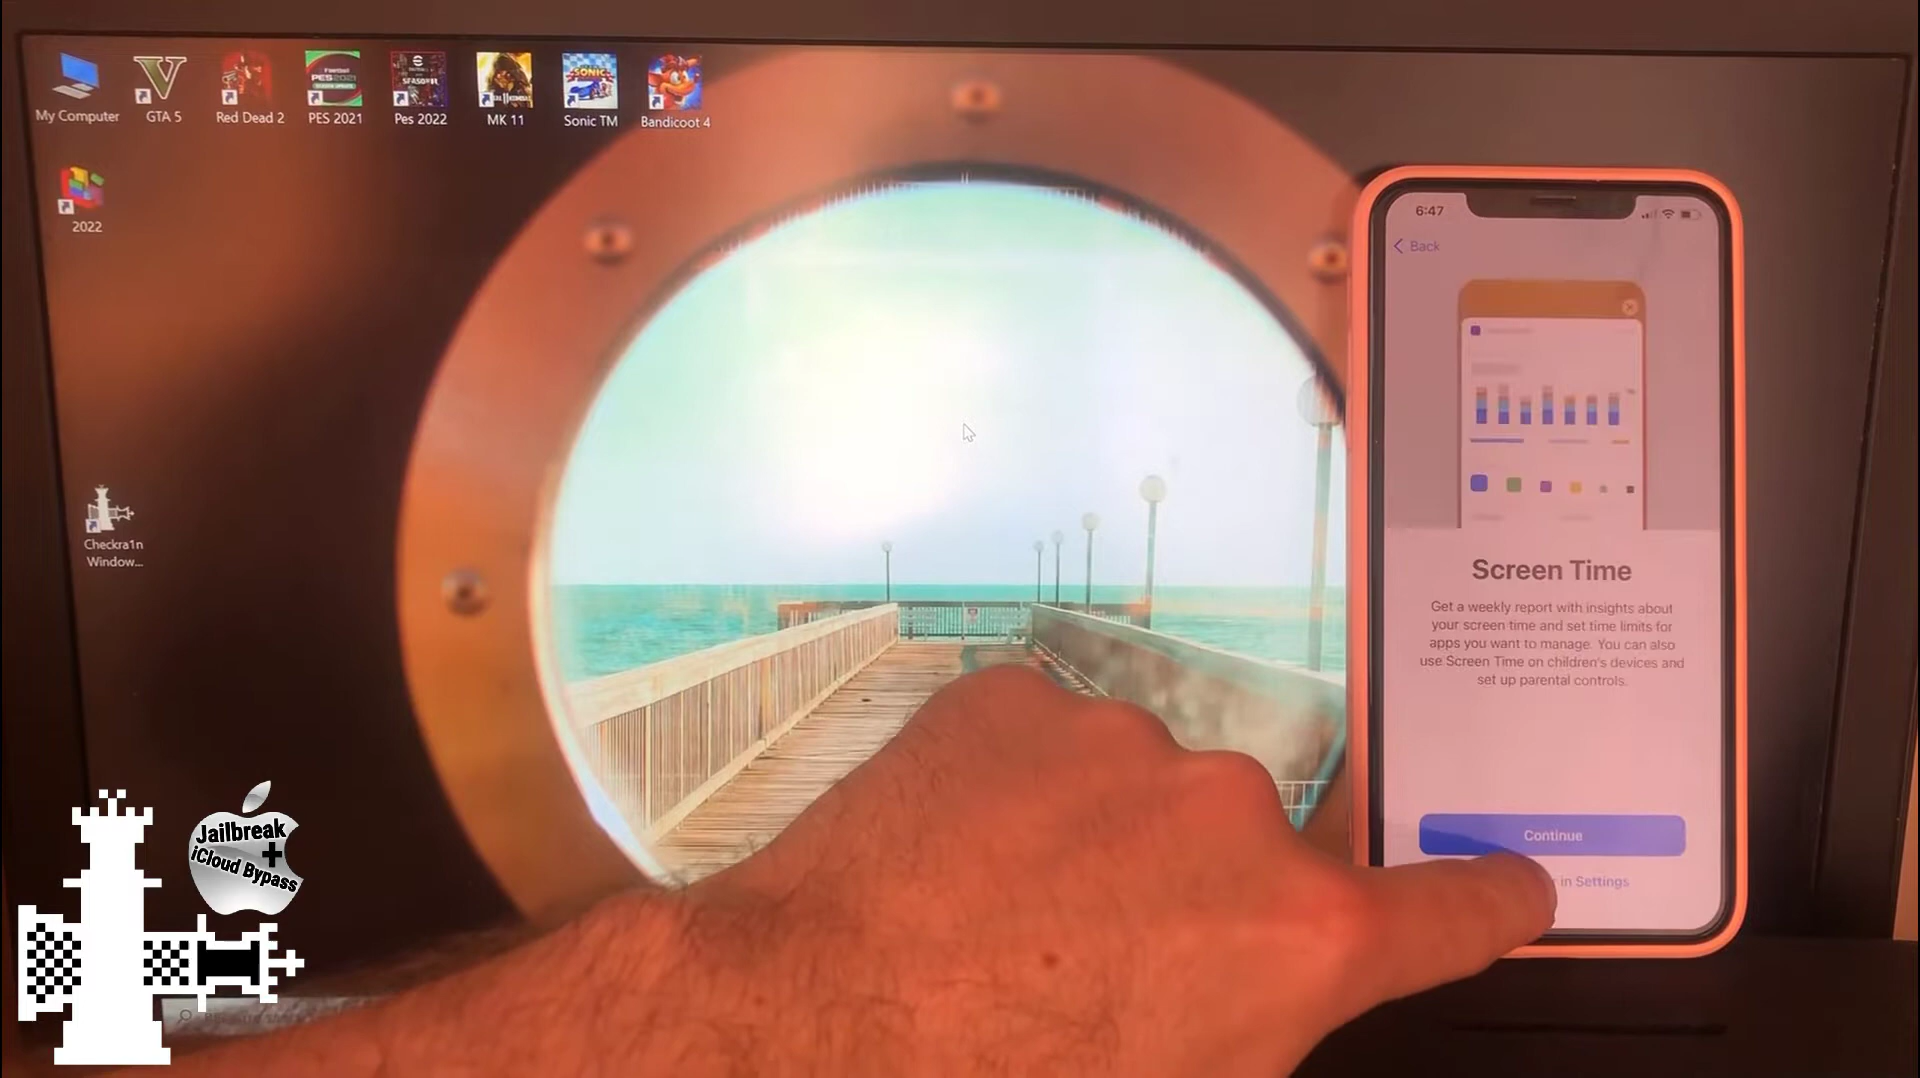 My Computer
GTA 5
Red Dead 2
PES 2021
Pes 2022
MK 11
Sonic TM
Bandicoot 4
PES2021
SONIC
2022
Checkra1n
Window...
6:47
Back
Screen Time
Get a weekly report with insights about
your screen time and set time limits for
apps you want to manage. You can also
use Screen Time on children's devices and
set up parental controls.
Continue
in Settings
Jailbreak
+
iCloud Bypass